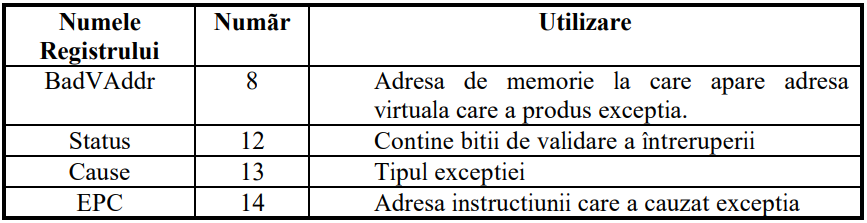 Numele Număr Utilizare
Registrului
BadVAddr 8 Adresa de memorie la care apare adresa
virtuala care a produs exceptia.
Status 12 Contine bitii de validare a întreruperii
Cause 13 Tipul exceptiei
EPC 14 Adresa instructiunii care a cauzat exceptia